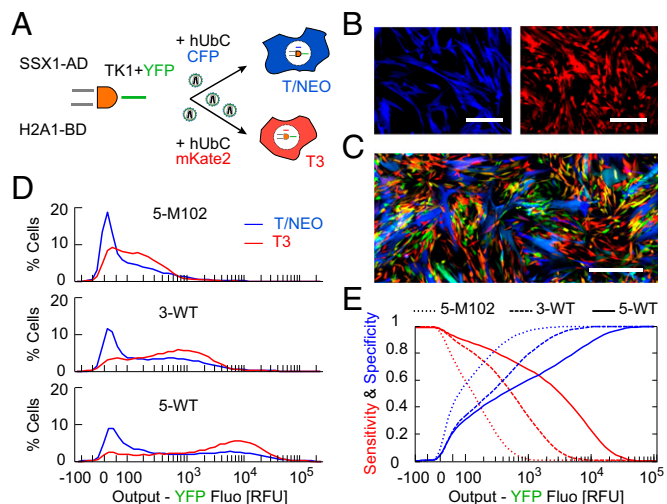 A
SSX1-AD
H2A1-BD
TK1+YFP
+ hUbC
CFP
T/NEO
+ hUbC
mKate2
T3
B
C
D
5-M102
T/NEO
T3
% Cells
20
10
0
3-WT
% Cells
20
10
0
5-WT
% Cells
20
10
0
-100 0 100 10³ 10⁴ 10⁵
Output - YFP Fluo [RFU]
E
5-M102 3-WT 5-WT
Sensitivity & Specificity
1
0.8
0.6
0.4
0.2
0
-100 0 100 10³ 10⁴ 10⁵
Output - YFP Fluo [RFU]